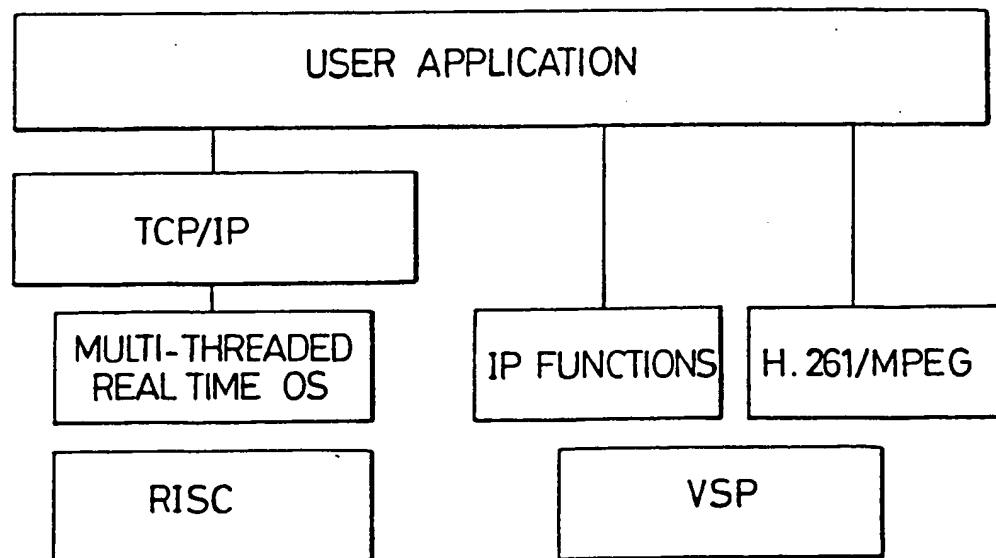 USER APPLICATION
TCP/IP
MULTI-THREADED
REAL TIME OS
IP FUNCTIONS
H.261/MPEG
RISC
VSP